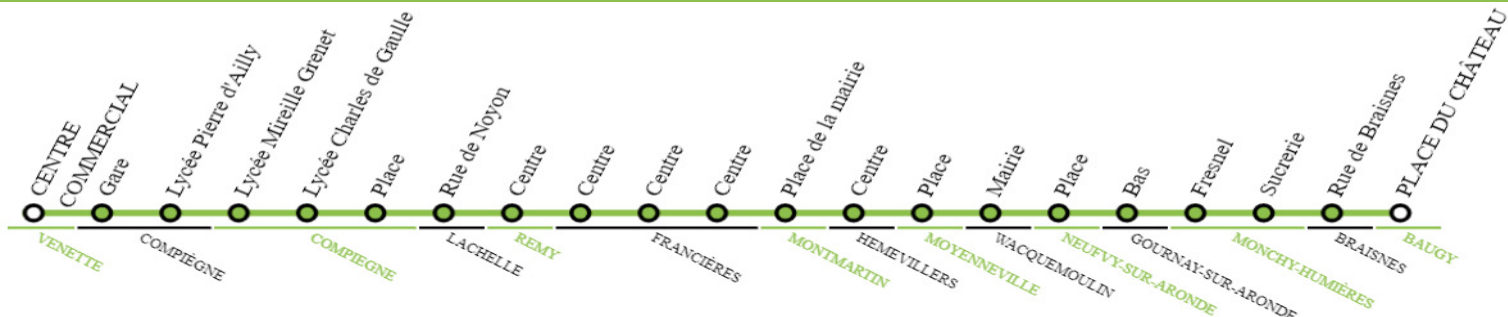 CENTRE
COMMERCIAL
Gare
Lycée Pierre d'Ailly
Lycée Mireille Grenet
Lycée Charles de Gaulle
Place
Rue de Noyon
Centre
Centre
Centre
Centre
Place de la mairie
Centre
Place
Mairie
Place
Bas
Fresnel
Sucrerie
Rue de Braisnes
PLACE DU CHÂTEAU
VENETTE
COMPIÈGNE
COMPIEGNE
LACHELLE
REMY
FRANCIÈRES
MONTMARTIN
HEMEVILLERS
MOYENNEVILLE
WACQUEMOULIN
NEUFVY-SUR-ARONDE
GOURNAY-SUR-ARONDE
MONCHY-HUMIÈRES
BRAISNES
BAUGY